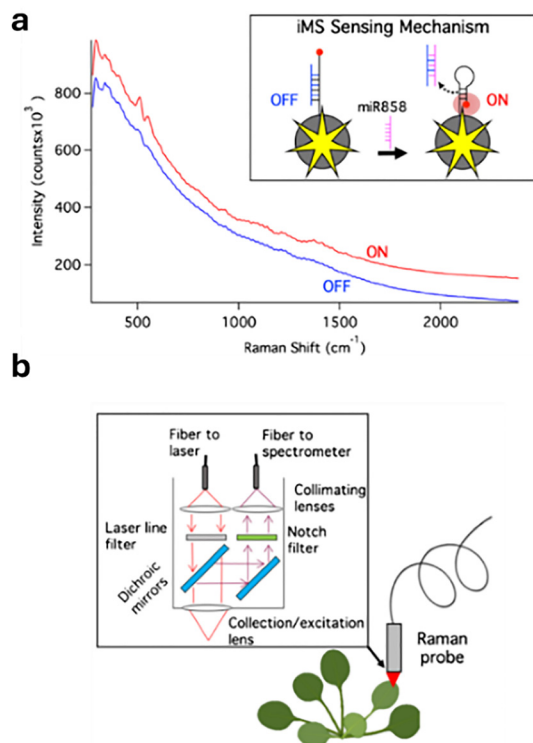 a
iMS Sensing Mechanism
OFF
miR858
ON
Intensity (countsx10³)
800
600
400
200
ON
OFF
500
1000
1500
2000
Raman Shift (cm⁻¹)
b
Fiber to
laser
Fiber to
spectrometer
Collimating
lenses
Laser line
filter
Notch
filter
Dichroic
mirrors
Collection/excitation
lens
Raman
probe